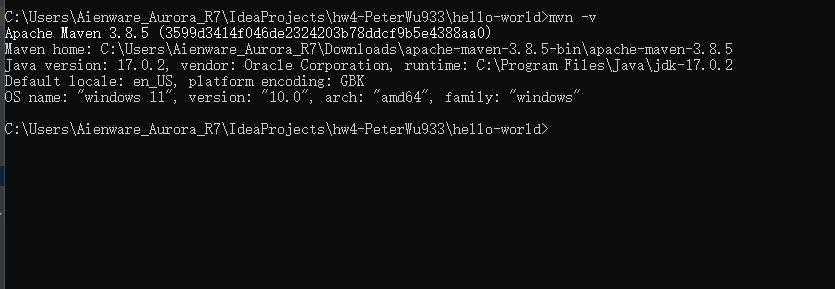 C:\Users\Aienware_Aurora_R7\IdeaProjects\hw4-PeterWu933\hello-world>mvn -v
Apache Maven 3.8.5 (3599d3414f046de2324203b78ddcf9b5e4388aa0)
Maven home: C:\Users\Aienware_Aurora_R7\Downloads\apache-maven-3.8.5-bin\apache-maven-3.8.5
Java version: 17.0.2, vendor: Oracle Corporation, runtime: C:\Program Files\Java\jdk-17.0.2
Default locale: en_US, platform encoding: GBK
OS name: "windows 11", version: "10.0", arch: "amd64", family: "windows"
C:\Users\Aienware_Aurora_R7\IdeaProjects\hw4-PeterWu933\hello-world>